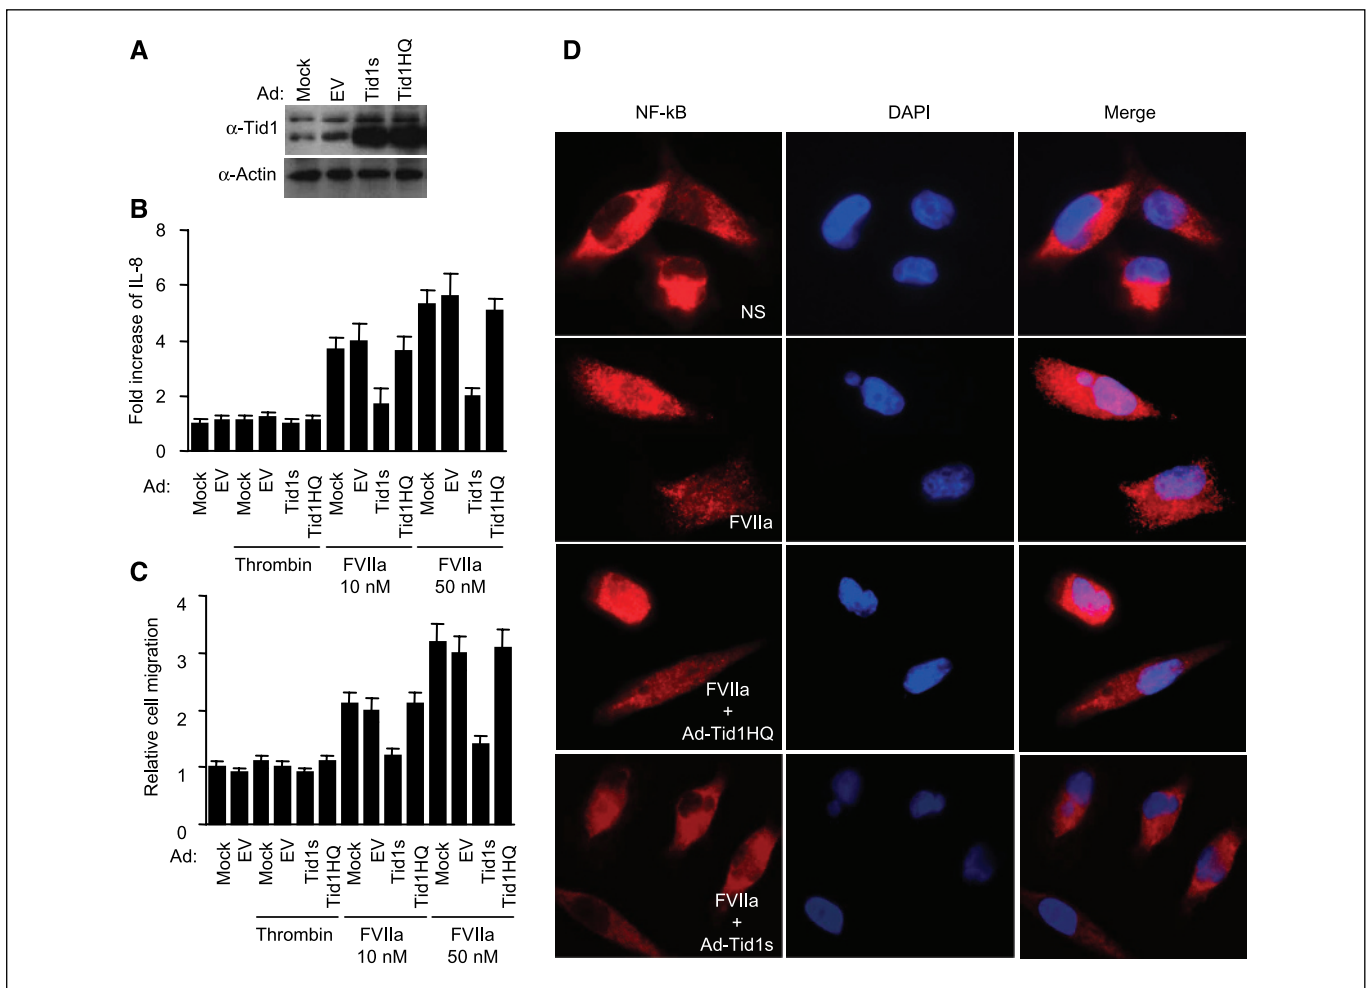 A
Ad:
Mock
EV
Tid1s
Tid1HQ
α-Tid1
α-Actin
B
Fold increase of IL-8
8
6
4
2
0
Ad:
Mock
EV
Mock
EV
Tid1s
Tid1HQ
Mock
EV
Tid1s
Tid1HQ
Mock
EV
Tid1s
Tid1HQ
Thrombin
FVIIa
10 nM
FVIIa
50 nM
C
Relative cell migration
4
3
2
1
0
Ad:
Mock
EV
Mock
EV
Tid1s
Tid1HQ
Mock
EV
Tid1s
Tid1HQ
Mock
EV
Tid1s
Tid1HQ
Thrombin
FVIIa
10 nM
FVIIa
50 nM
D
NF-kB
DAPI
Merge
NS
FVIIa
FVIIa
+
Ad-Tid1HQ
FVIIa
+
Ad-Tid1s